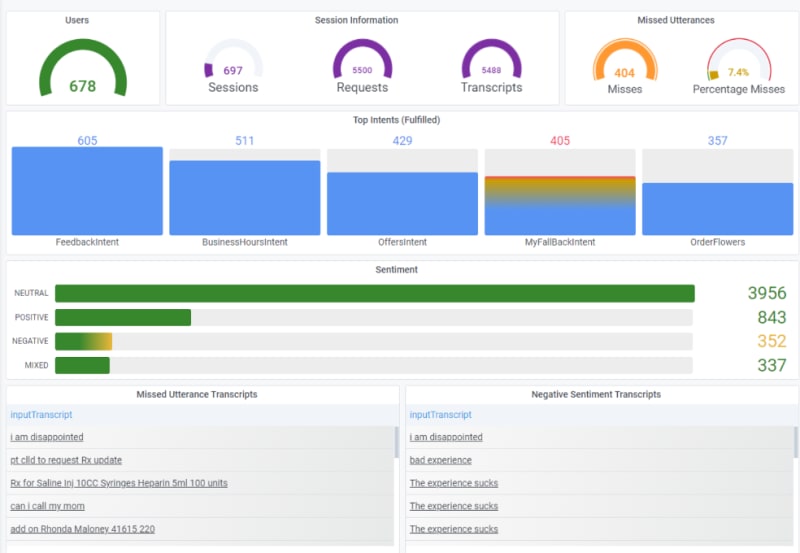 Users
Session Information
Missed Utterances
678
697
5500
5488
404
7.4%
Sessions
Requests
Transcripts
Misses
Percentage Misses
Top Intents (Fulfilled)
605
511
429
405
357
FeedbackIntent
BusinessHoursIntent
OffersIntent
MyFallBackIntent
OrderFlowers
Sentiment
NEUTRAL 3956
POSITIVE 843
NEGATIVE 352
MIXED 337
Missed Utterance Transcripts
inputTranscript
i am disappointed
pt clld to request Rx update
Rx for Saline Inj 10CC Syringes Heparin 5ml 100 units
can i call my mom
add on Rhonda Maloney 41615 220
Negative Sentiment Transcripts
inputTranscript
i am disappointed
bad experience
The experience sucks
The experience sucks
The experience sucks